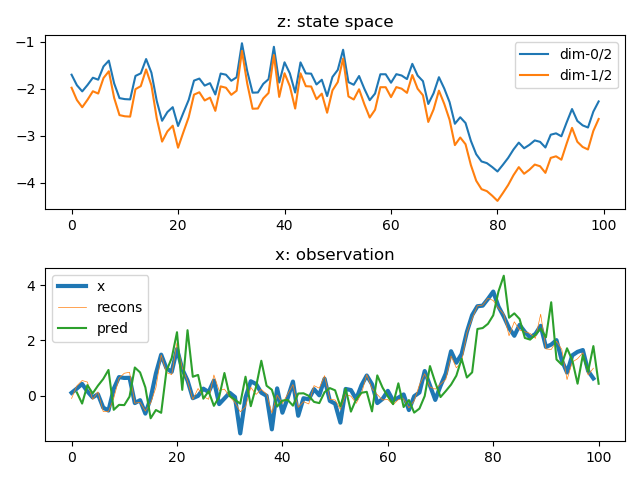 z: state space
−1
−2
−3
−4
dim-0/2
dim-1/2
0 20 40 60 80 100
x: observation
4
2
0
x
recons
pred
0 20 40 60 80 100